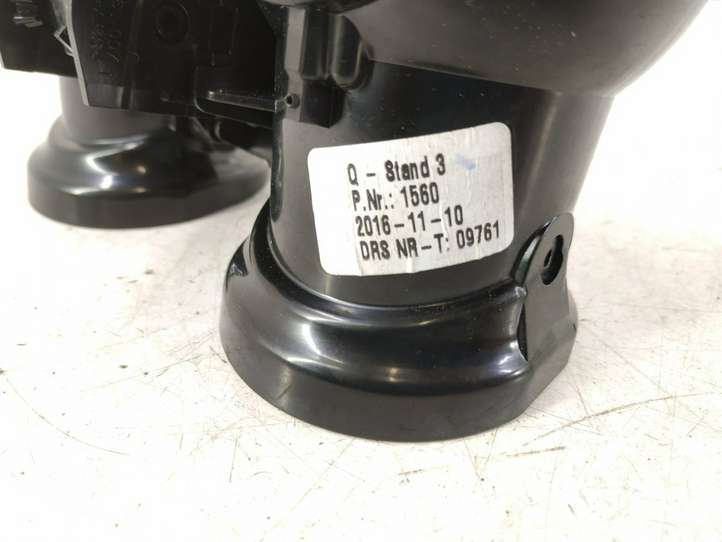 Q - Stand 3
P.Nr.: 1560
2016-11-10
DRS NR-T: 09761